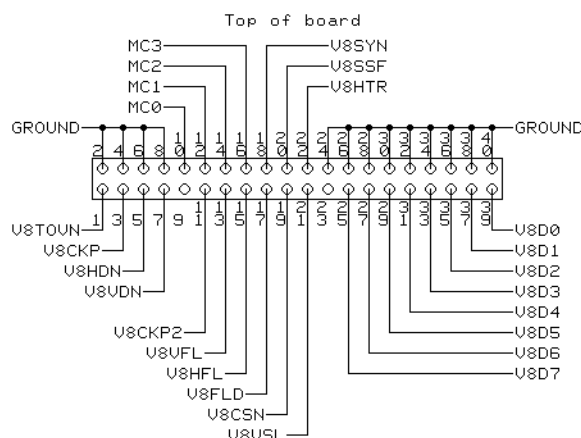 Top of board
MC3 V8SYN
MC2 V8SSF
MC1 V8HTR
MC0
GROUND GROUND
2 4 6 8 10 12 14 16 18 20 22 24 26 28 30 32 34 36 38 40
1 3 5 7 9 11 13 15 17 19 21 23 25 27 29 31 33 35 37 39
V8TOVN V8D0
V8CKP V8D1
V8HDN V8D2
V8VDN V8D3
V8D4
V8CKP2 V8D5
V8VFL V8D6
V8HFL V8D7
V8FLD
V8CSN
V8VSL